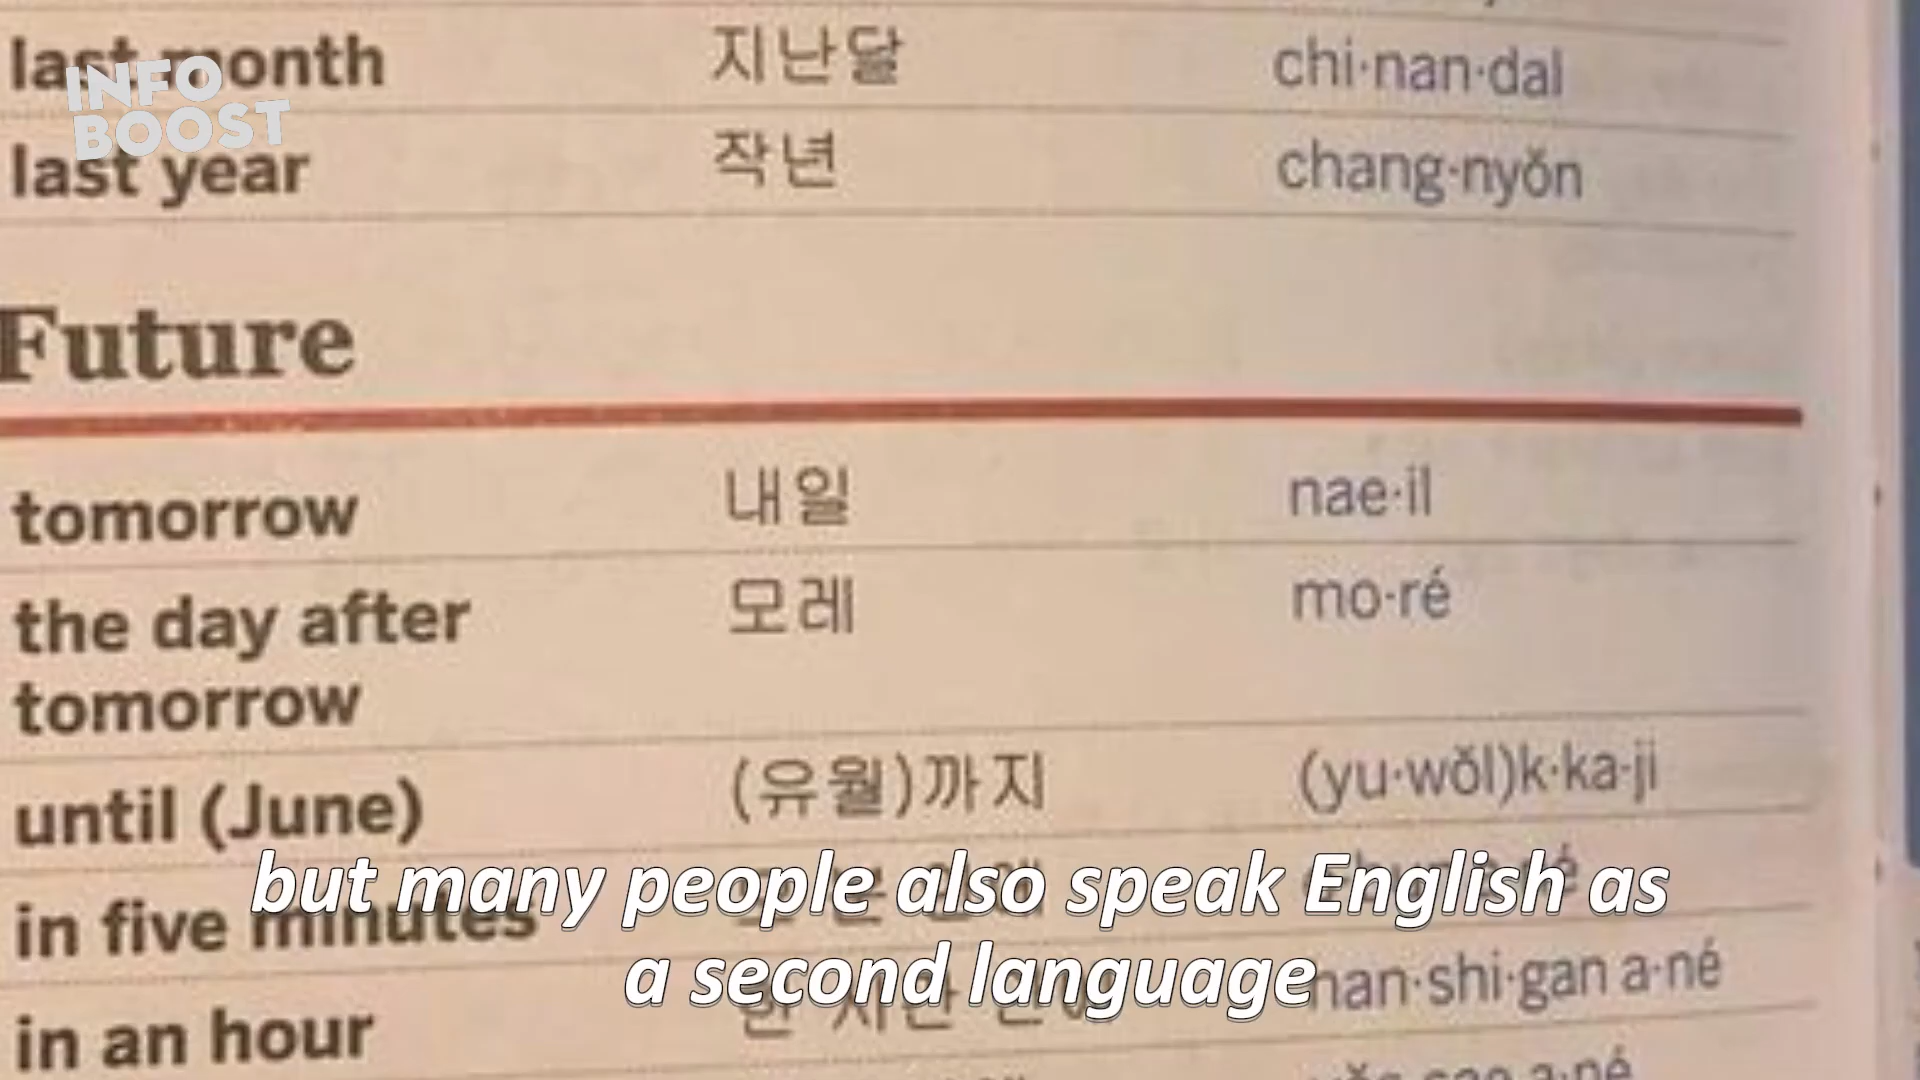 last month 지난달 chi·nan·dal
INFO
BOOST
last year 작년 chang·nyŏn
Future
tomorrow 내일 nae·il
the day after 모레 mo·ré
tomorrow
until (June) (유월)까지 (yu·wŏl)k·ka·ji
but many people also speak English as
in five minutes
a second language
han·shi·gan a·né
in an hour